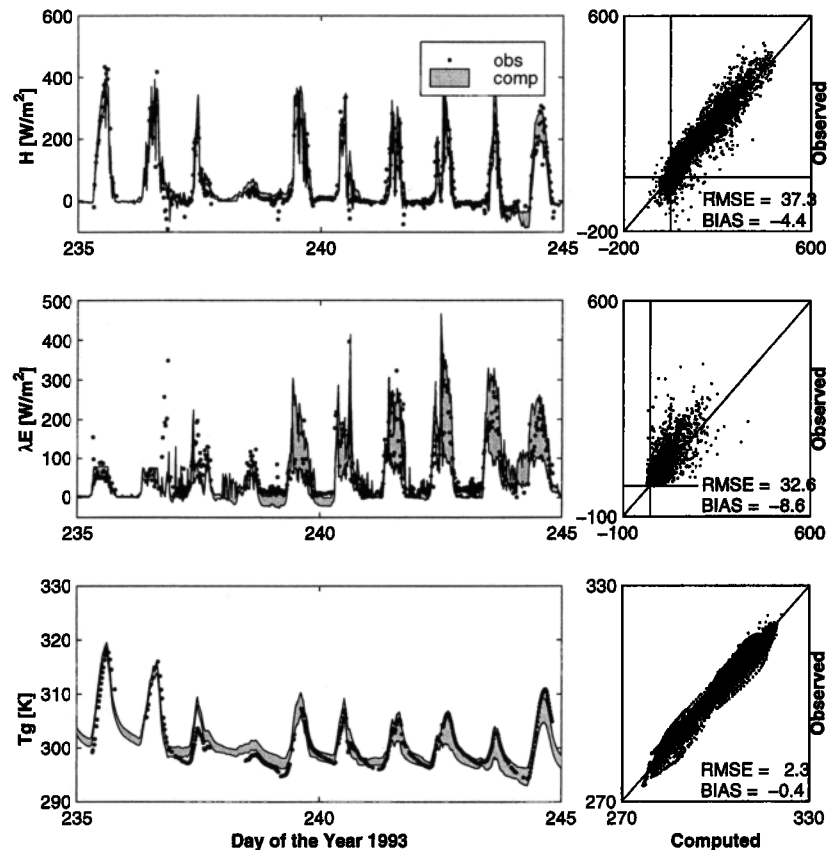 600
400
200
0
H [W/m²]
235
240
245
obs
comp
600
-200
-200
600
Observed
RMSE = 37.3
BIAS = -4.4
500
400
300
200
100
0
λE [W/m²]
235
240
245
600
-100
-100
600
Observed
RMSE = 32.6
BIAS = -8.6
330
320
310
300
290
Tg [K]
235
240
245
Day of the Year 1993
330
270
270
330
Observed
RMSE = 2.3
BIAS = -0.4
Computed